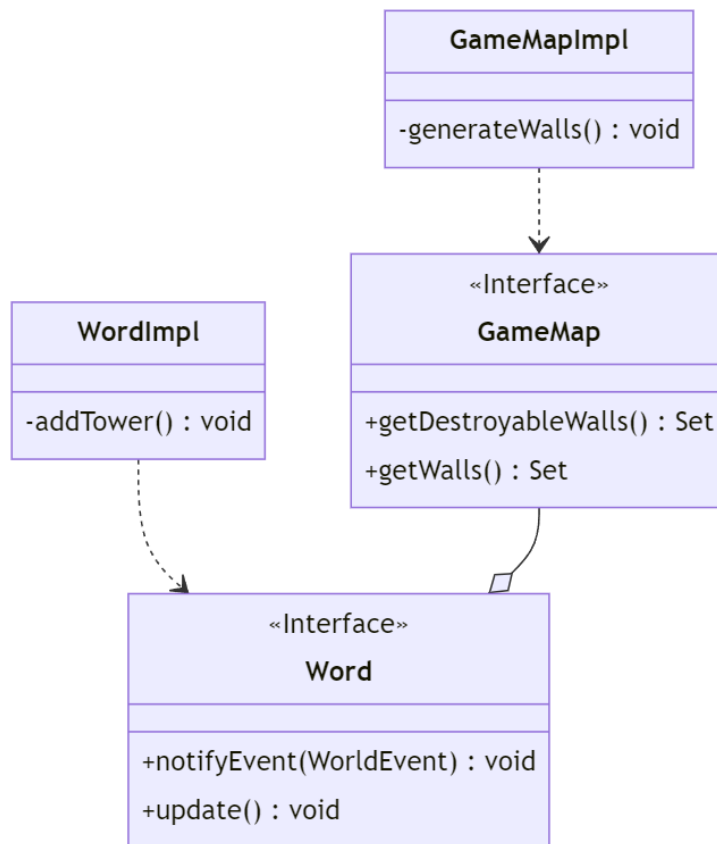 GameMapImpl
-generateWalls() : void
«Interface»
GameMap
+getDestroyableWalls() : Set
+getWalls() : Set
WordImpl
-addTower() : void
«Interface»
Word
+notifyEvent(WorldEvent) : void
+update() : void